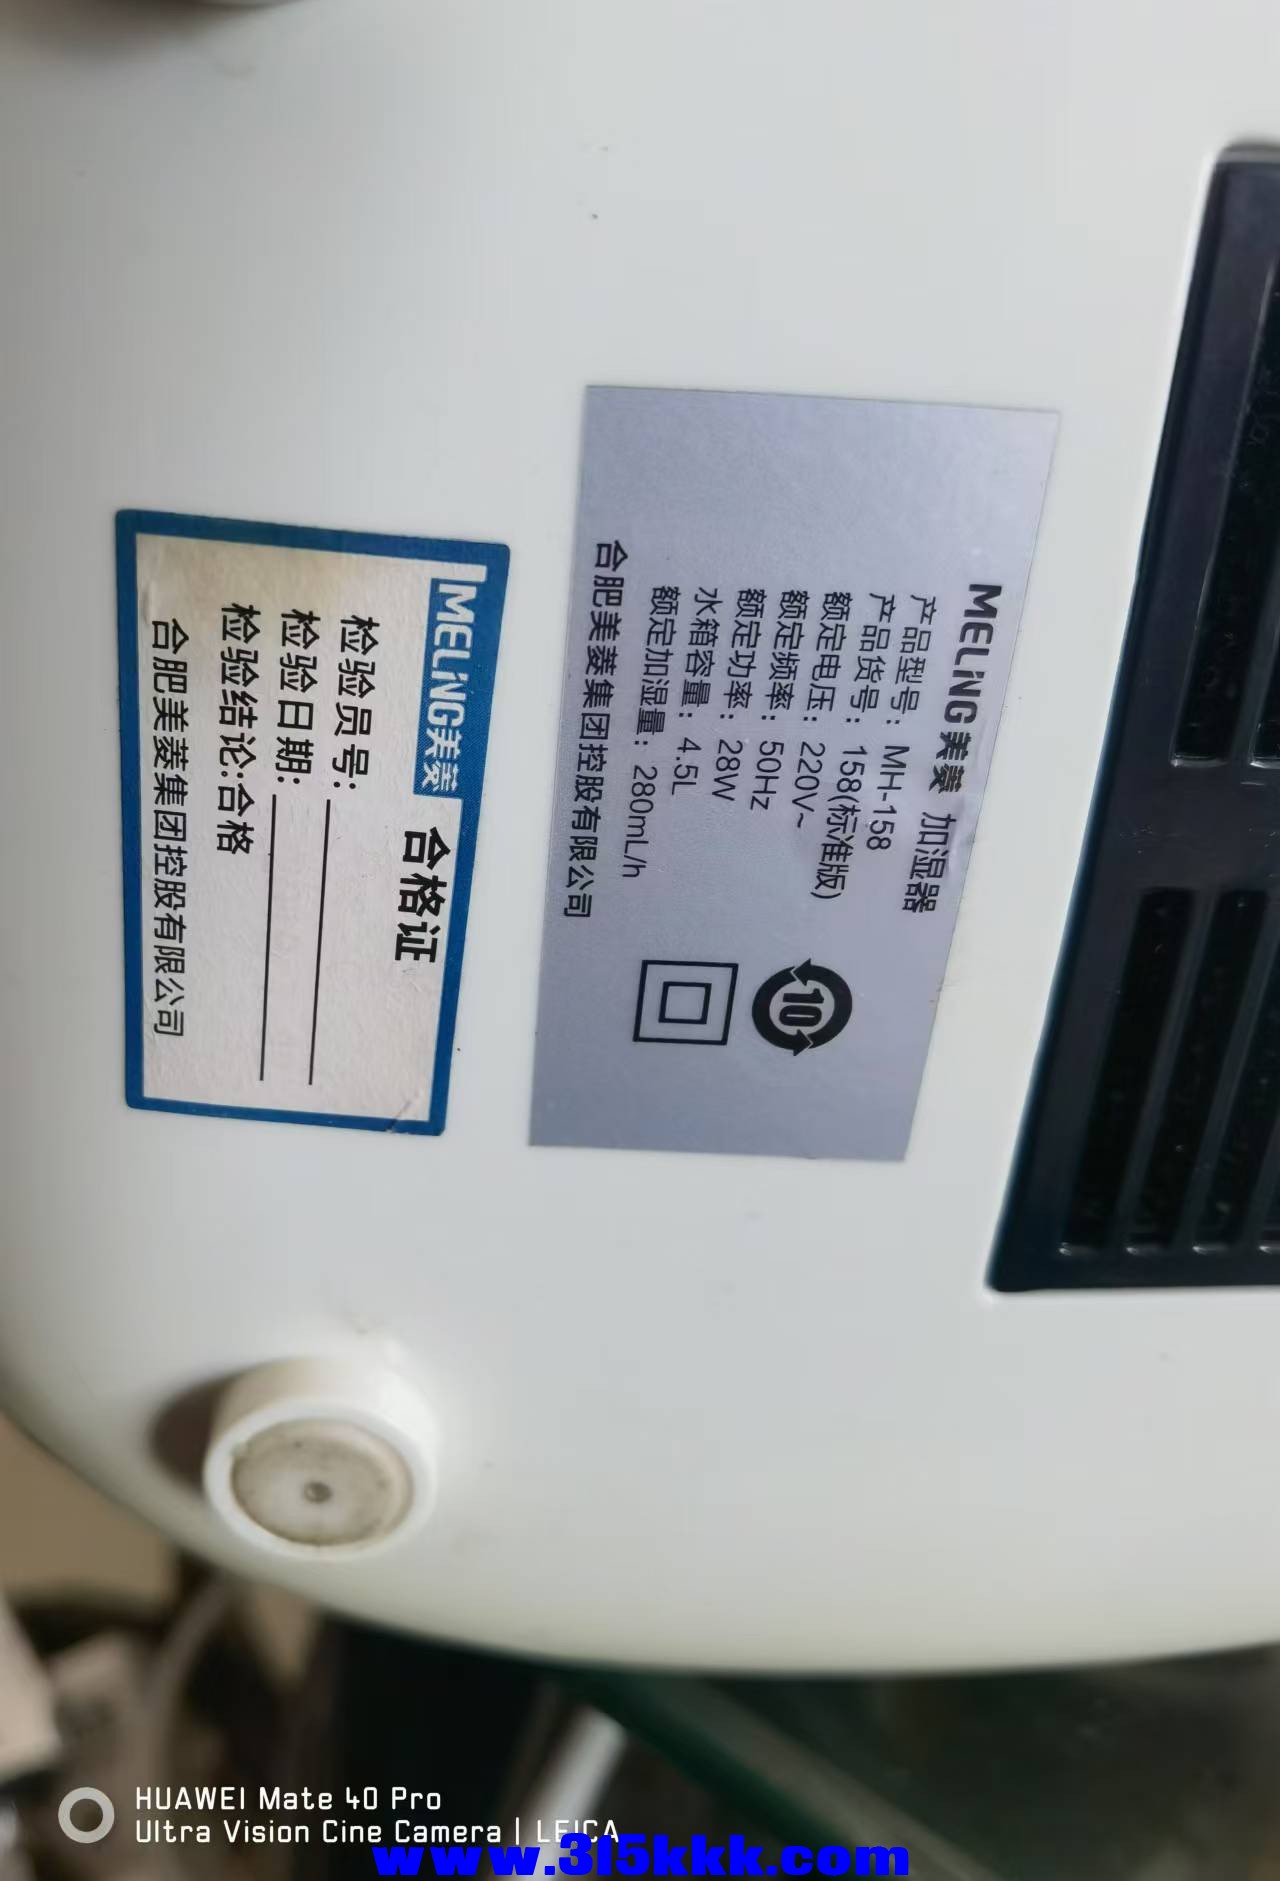 MELING美菱 加湿器
产品型号：MH-158
产品货号：158(标准版)
额定电压：220V~
额定频率：50Hz
额定功率：28W
水箱容量：4.5L
额定加湿量：280mL/h
合肥美菱集团控股有限公司
10
MELING美菱 合格证
检验员号:
检验日期:
检验结论:合格
合肥美菱集团控股有限公司
HUAWEI Mate 40 Pro
Ultra Vision Cine Camera | LEICA
www.315kkk.com